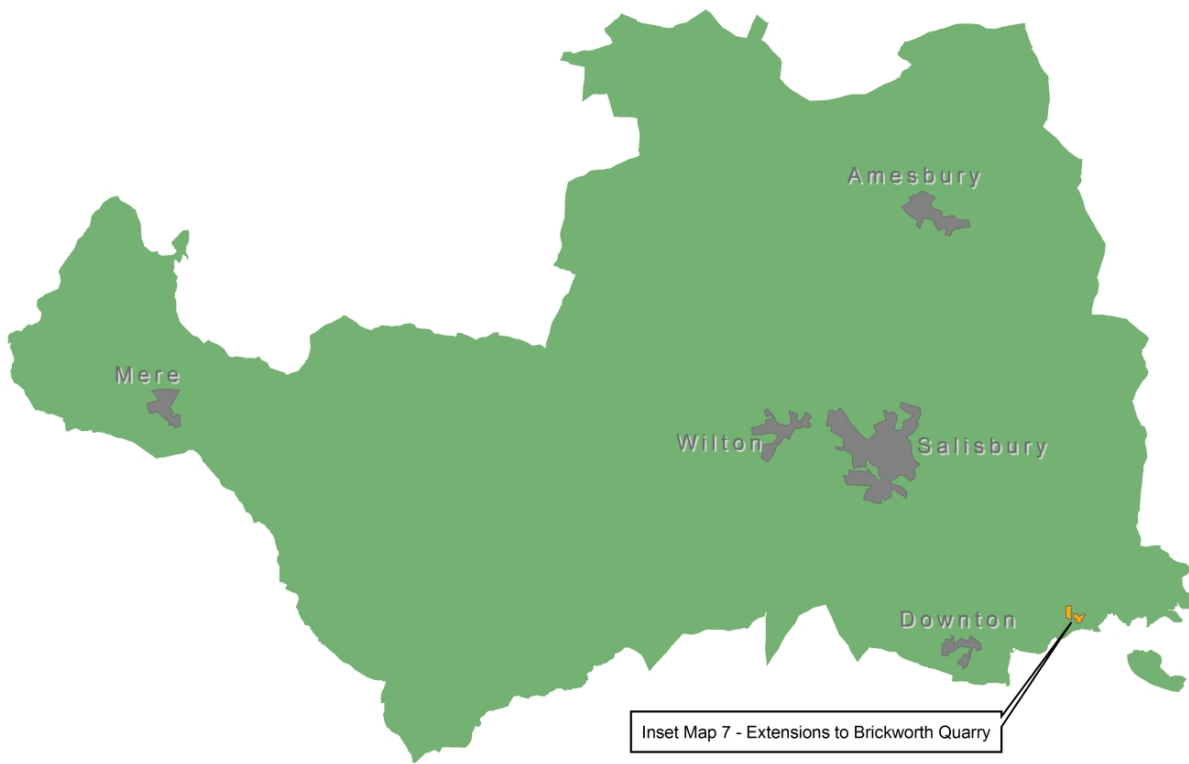 Amesbury
Mere
Wilton
Salisbury
Downton
Inset Map 7 - Extensions to Brickworth Quarry